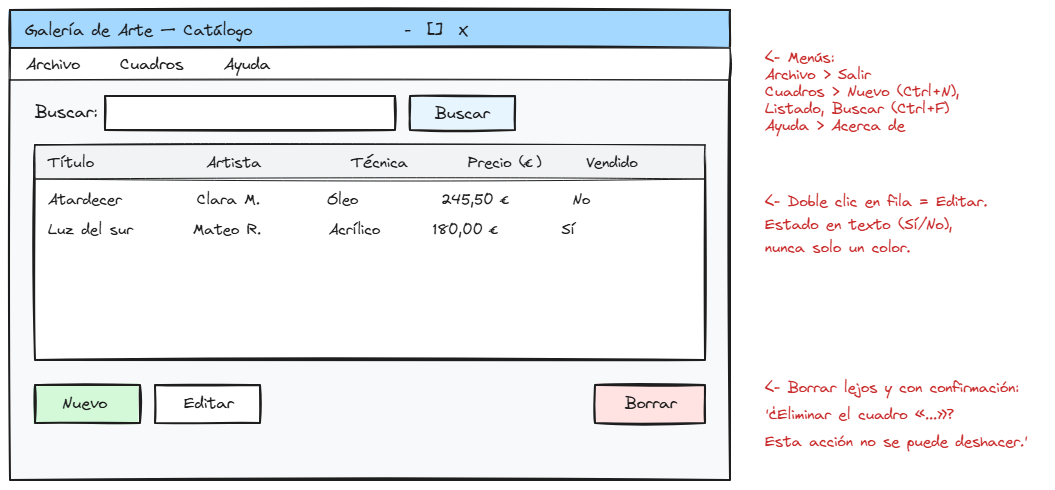 Galería de Arte — Catálogo - [] x
Archivo Cuadros Ayuda
Buscar: Buscar
Título Artista Técnica Precio (€) Vendido
Atardecer Clara M. Óleo 245,50 € No
Luz del sur Mateo R. Acrílico 180,00 € Sí
Nuevo Editar Borrar
<- Menús:
Archivo > Salir
Cuadros > Nuevo (Ctrl+N),
Listado, Buscar (Ctrl+F)
Ayuda > Acerca de
<- Doble clic en fila = Editar.
Estado en texto (Sí/No),
nunca solo un color.
<- Borrar lejos y con confirmación:
'¿Eliminar el cuadro «...»?
Esta acción no se puede deshacer.'